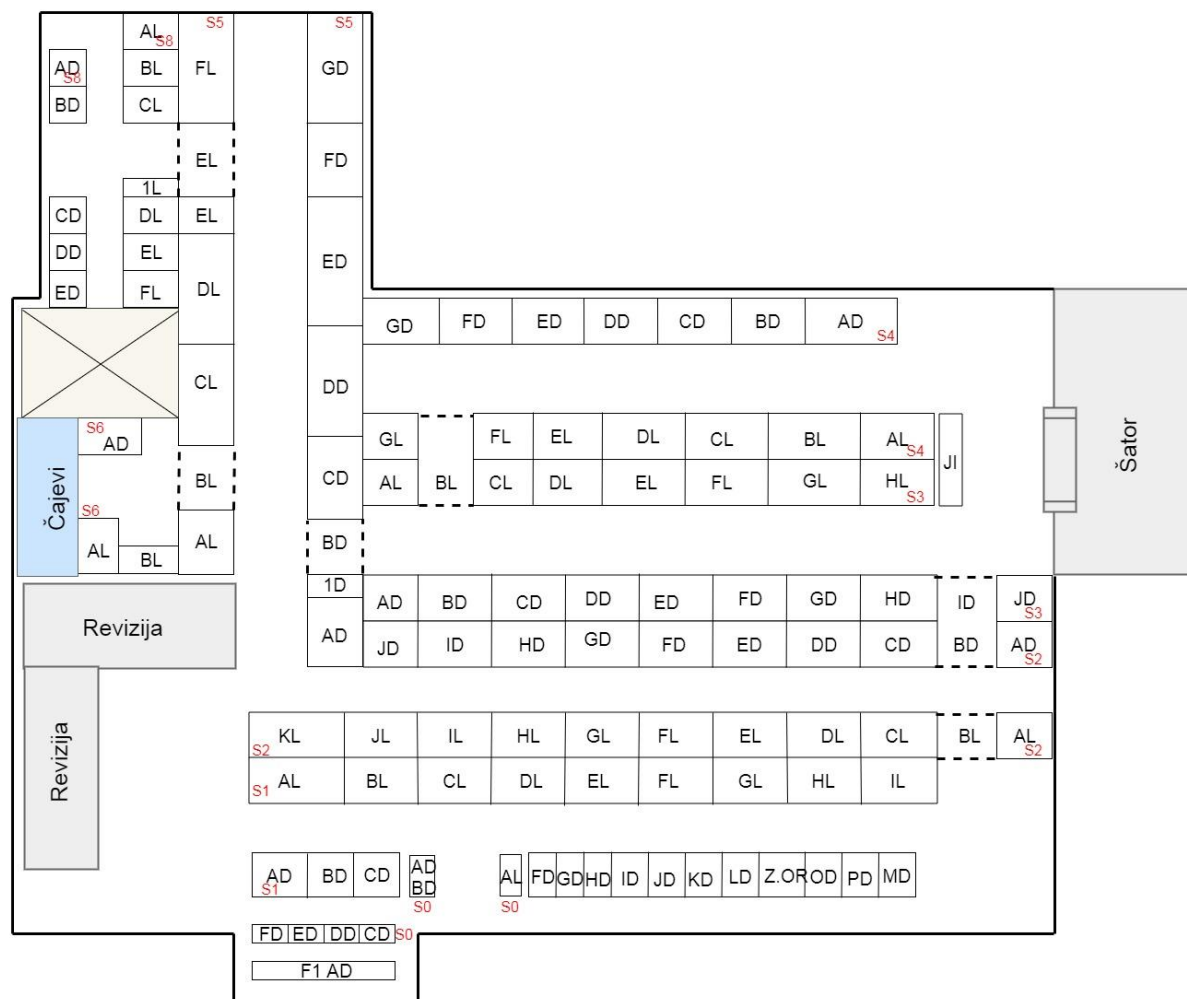 AL S8 S5 S5
AD S8 BL FL GD
BD CL
EL FD
1L
CD DL EL
DD EL DL ED
ED FL
GD FD ED DD CD BD AD S4
CL DD
S6 AD
GL FL EL DL CL BL AL S4
BL CD AL BL CL DL EL FL GL HL S3 JI
Čajevi
Šator
S6 AL BL AL BD
1D
AD BD CD DD ED FD GD HD ID JD S3
Revizija AD
JD ID HD GD FD ED DD CD BD AD S2
Revizija
S2 KL JL IL HL GL FL EL DL CL BL AL S2
S1 AL BL CL DL EL FL GL HL IL
AD S1 BD CD AD BD S0 AL S0 FD GD HD ID JD KD LD Z.OR OD PD MD
FD ED DD CD S0
F1 AD